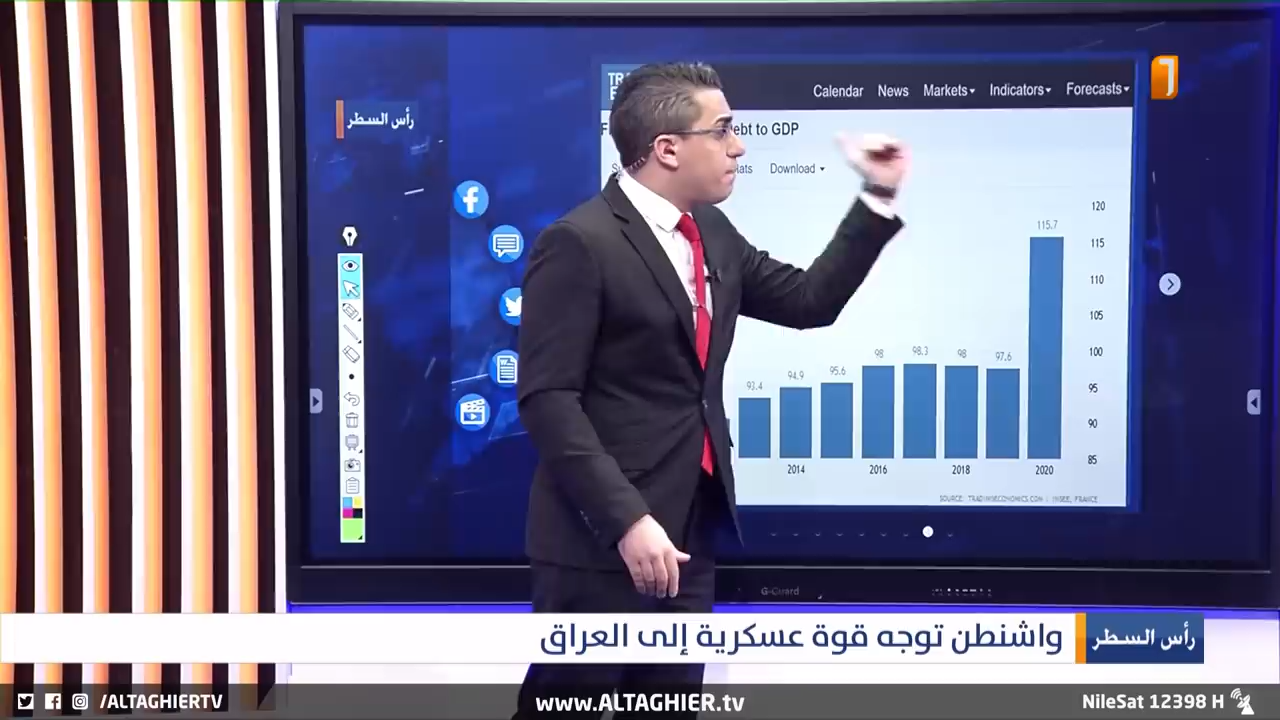 رأس السطر
Calendar News Markets Indicators Forecasts
to GDP
Download
120
115
110
105
100
95
90
85
93.4
94.9
95.6
98
98.3
98
97.6
115.7
2014
2016
2018
2020
SOURCE: TRADINGECONOMICS.COM | INSEE, FRANCE
واشنطن توجه قوة عسكرية إلى العراق
رأس السطر
/ALTAGHIERTV
www.ALTAGHIER.tv
NileSat 12398 H